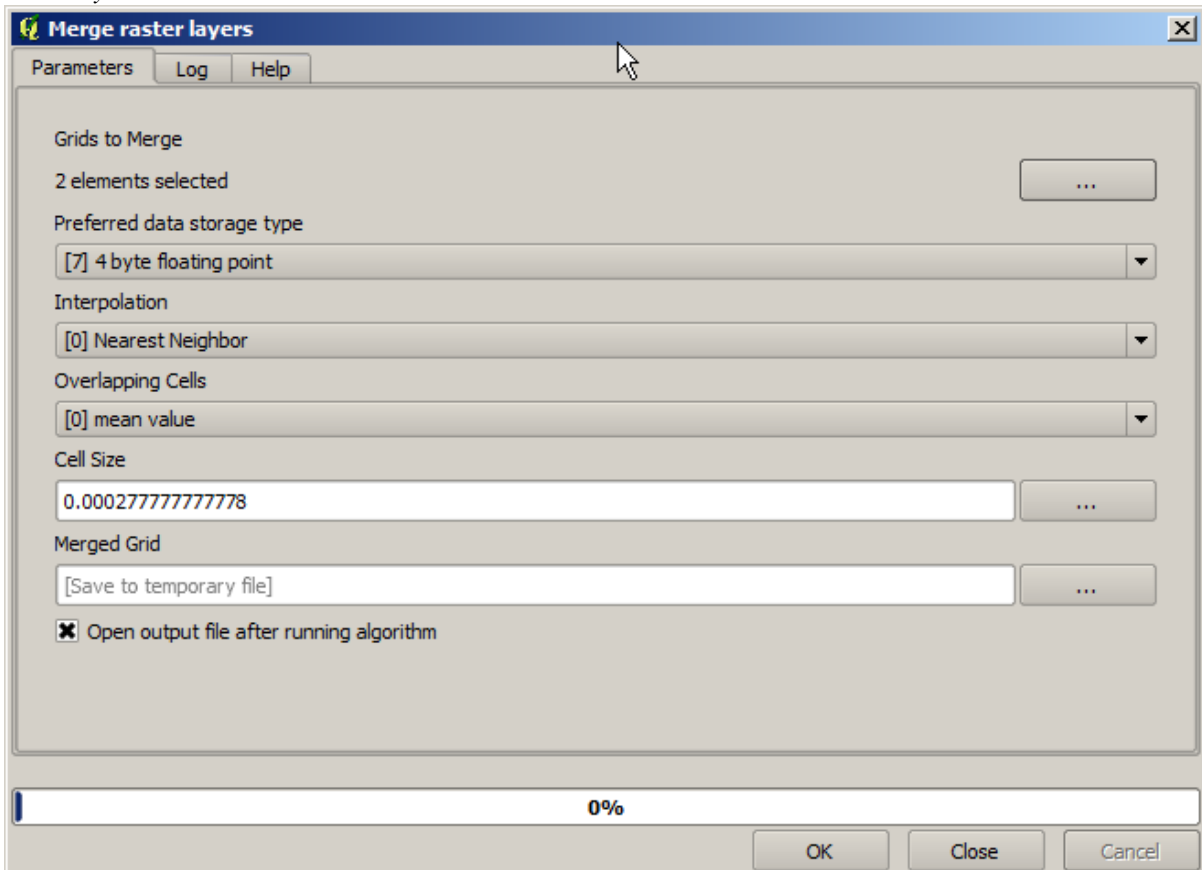 Merge raster layers
Parameters Log Help
Grids to Merge
2 elements selected
...
Preferred data storage type
[7] 4 byte floating point
Interpolation
[0] Nearest Neighbor
Overlapping Cells
[0] mean value
Cell Size
0.000277777777778
...
Merged Grid
[Save to temporary file]
...
Open output file after running algorithm
0%
OK Close Cancel